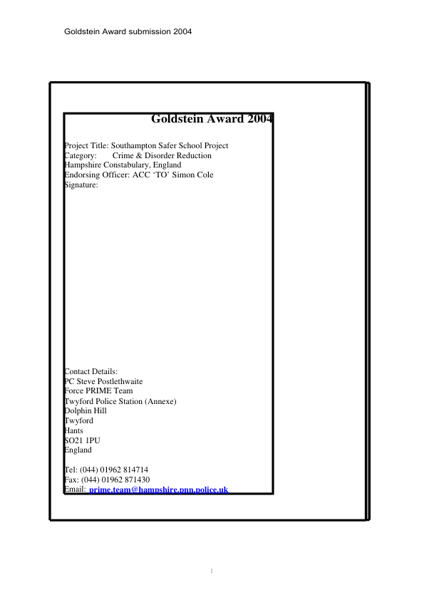 Goldstein Award submission 2004
Goldstein Award 2004
Project Title: Southampton Safer School Project
Category: Crime & Disorder Reduction
Hampshire Constabulary, England
Endorsing Officer: ACC ‘TO’ Simon Cole
Signature:
Contact Details:
PC Steve Postlethwaite
Force PRIME Team
Twyford Police Station (Annexe)
Dolphin Hill
Twyford
Hants
SO21 1PU
England
Tel: (044) 01962 814714
Fax: (044) 01962 871430
Email: prime.team@hampshire.pnn.police.uk
1